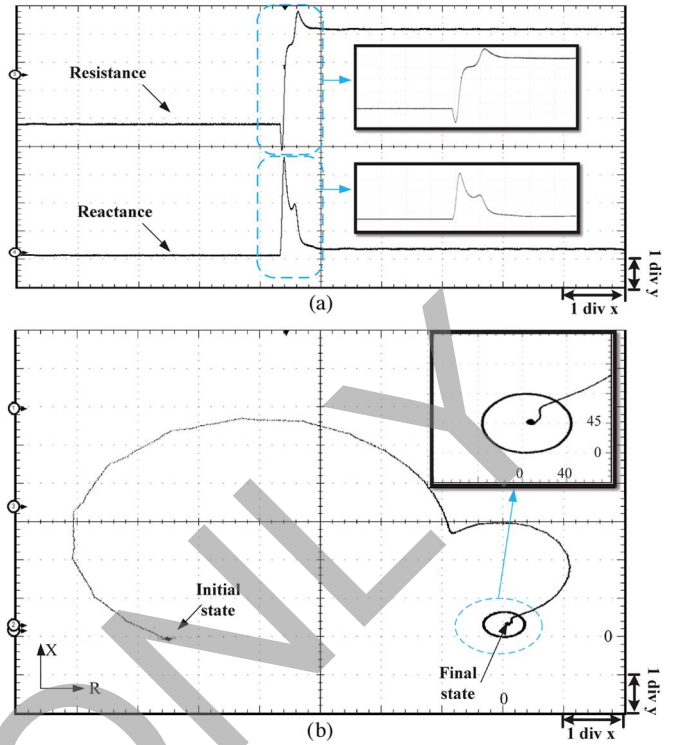 Resistance
Reactance
1 div y
1 div x
(a)
45
0
0 40
Initial
state
0
X
R
Final
state
0
1 div y
1 div x
(b)
ONLY